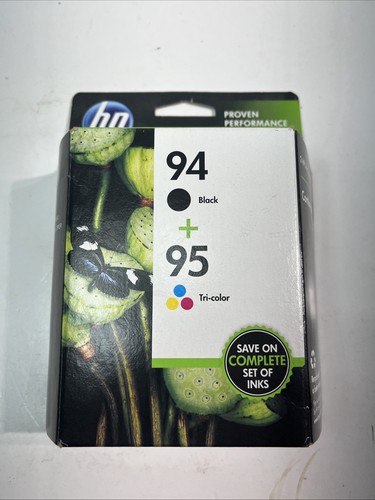 hp
PROVEN
PERFORMANCE
94
Black
+
95
Tri-color
SAVE ON
COMPLETE
SET OF
INKS